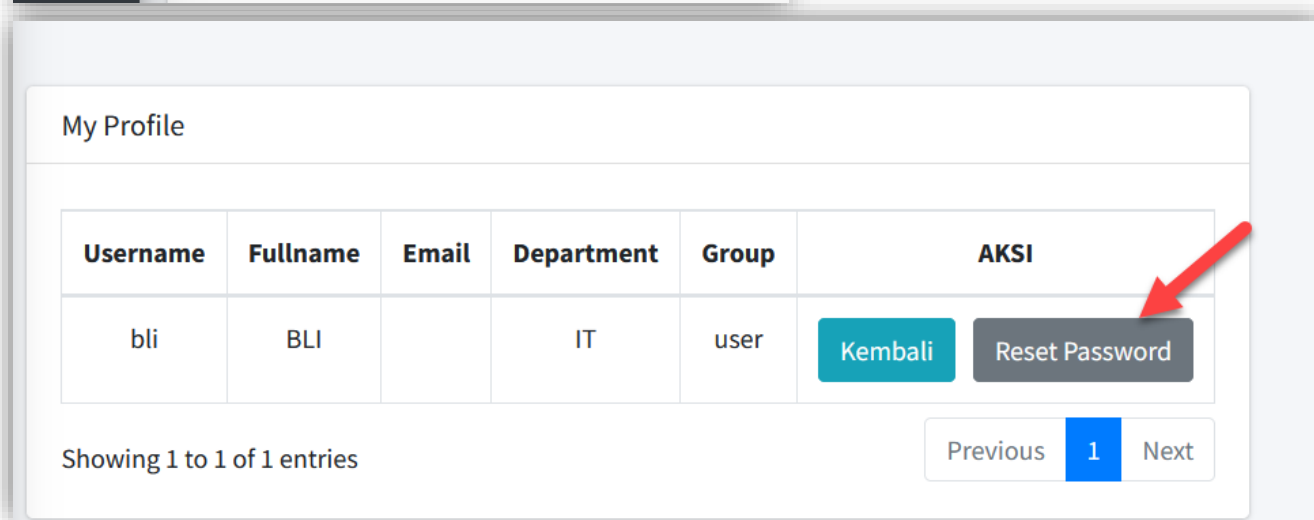 My Profile
Username Fullname Email Department Group AKSI
bli BLI IT user Kembali Reset Password
Showing 1 to 1 of 1 entries Previous 1 Next